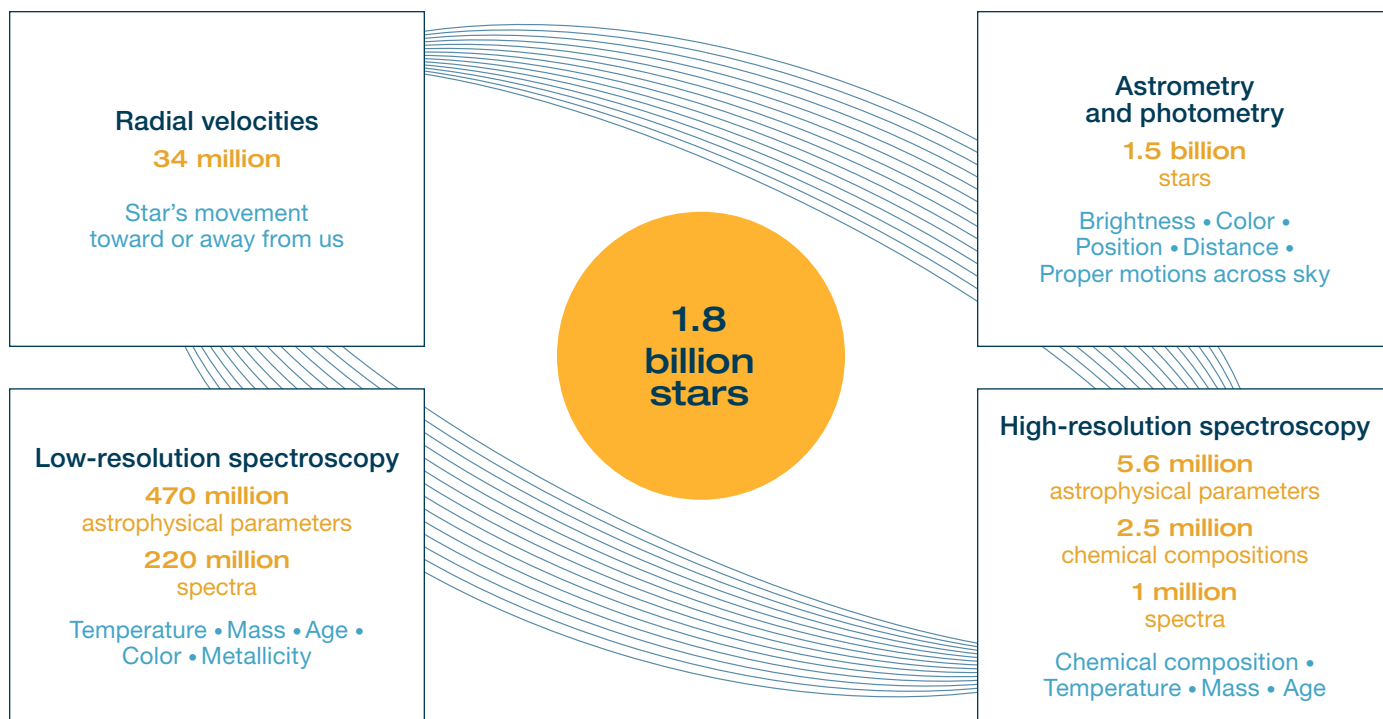 Radial velocities
34 million
Star’s movement
toward or away from us
Astrometry
and photometry
1.5 billion
stars
Brightness • Color •
Position • Distance •
Proper motions across sky
1.8
billion
stars
Low-resolution spectroscopy
470 million
astrophysical parameters
220 million
spectra
Temperature • Mass • Age •
Color • Metallicity
High-resolution spectroscopy
5.6 million
astrophysical parameters
2.5 million
chemical compositions
1 million
spectra
Chemical composition •
Temperature • Mass • Age